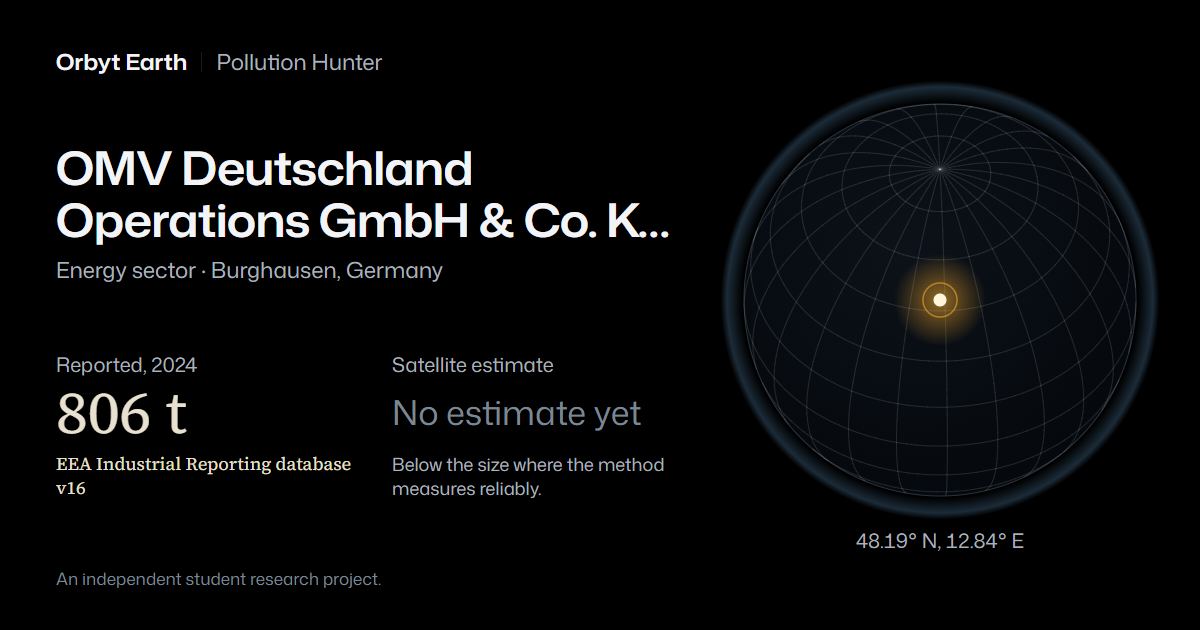 Orbyt Earth | Pollution Hunter
OMV Deutschland
Operations GmbH & Co. K...
Energy sector · Burghausen, Germany
Reported, 2024
806 t
EEA Industrial Reporting database
v16
Satellite estimate
No estimate yet
Below the size where the method
measures reliably.
48.19° N, 12.84° E
An independent student research project.